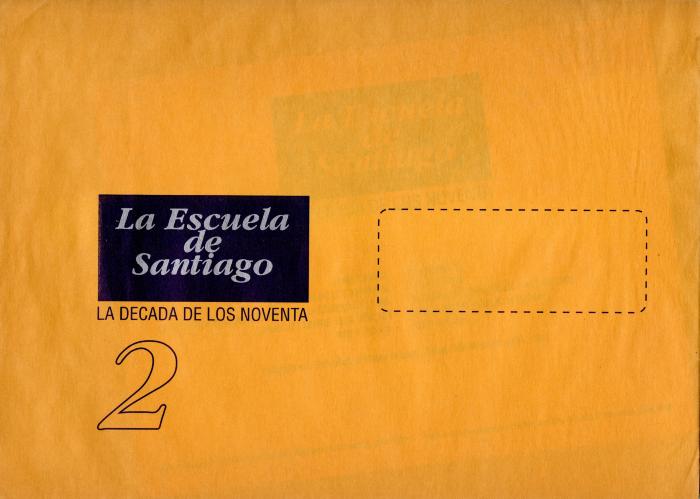 La Escuela
de
Santiago
LA DECADA DE LOS NOVENTA
2